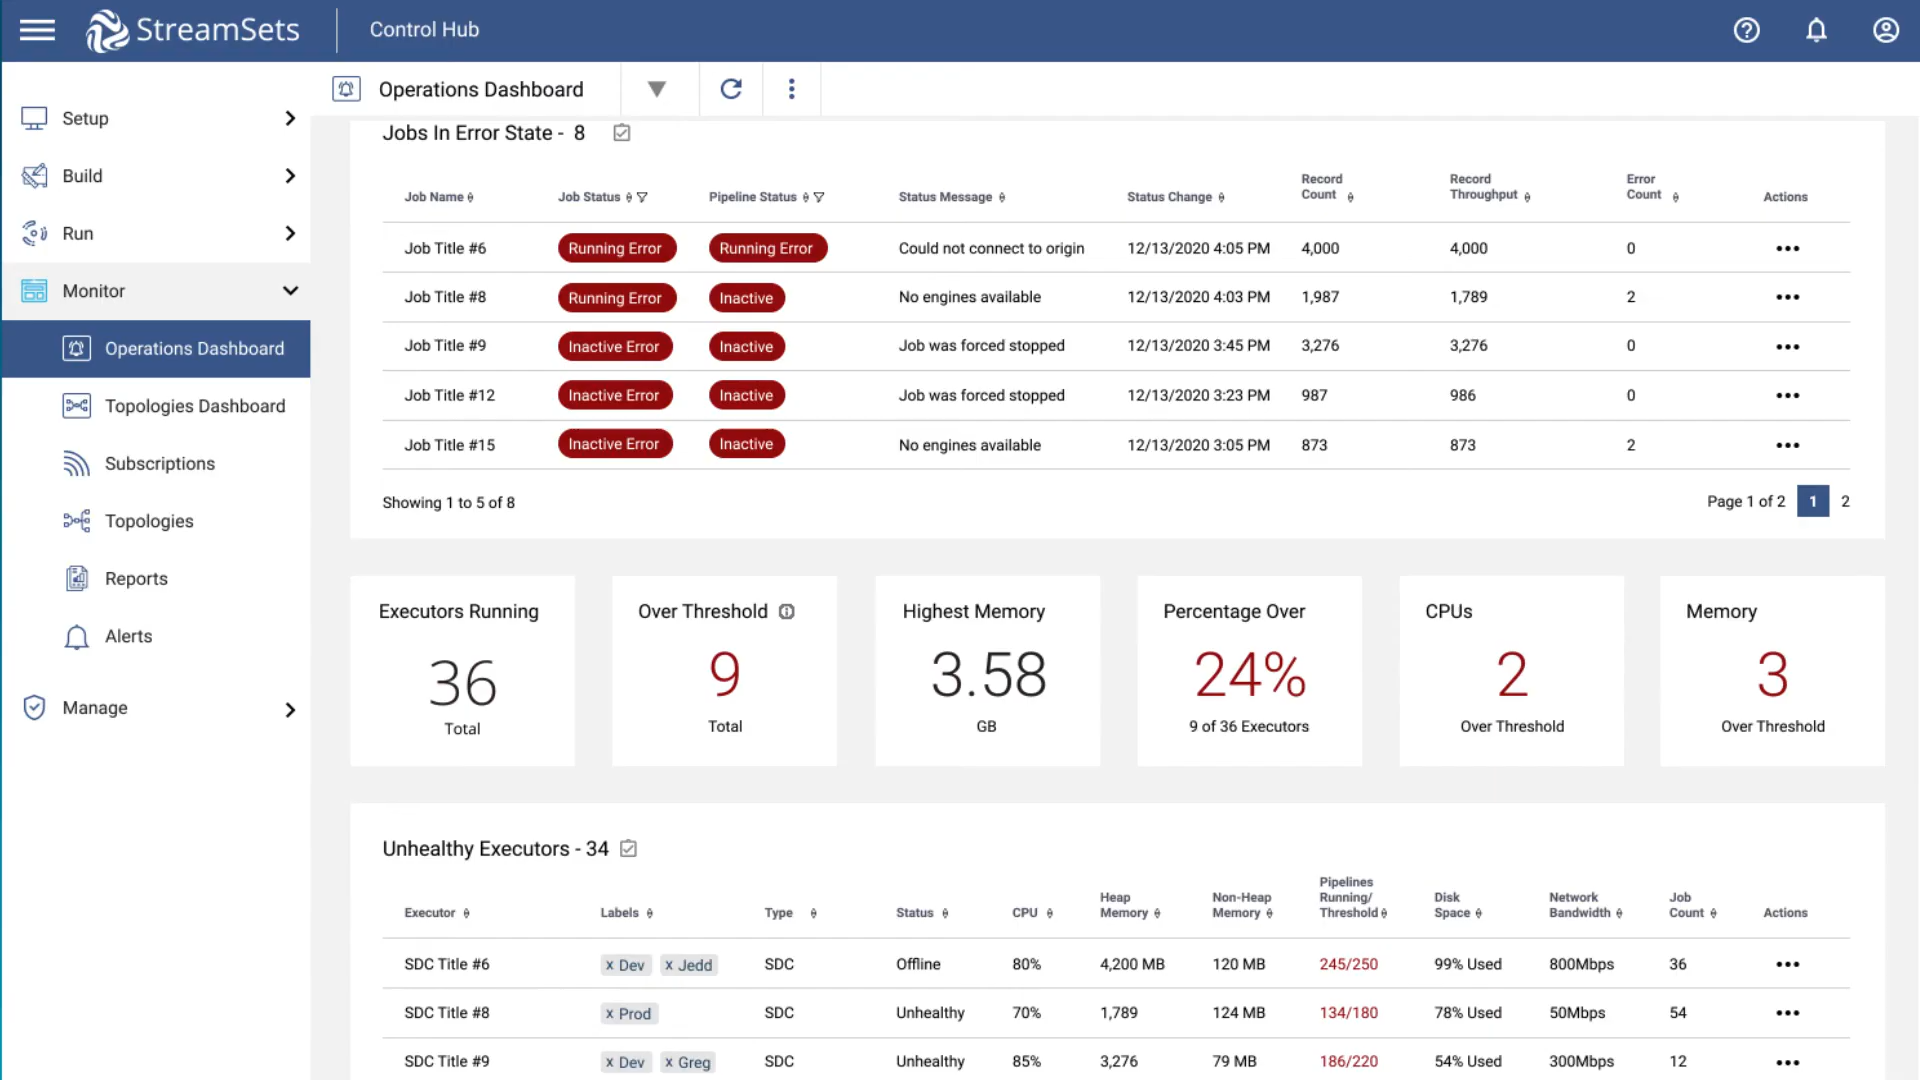 StreamSets
Control Hub
Operations Dashboard
Setup
Build
Run
Monitor
Operations Dashboard
Topologies Dashboard
Subscriptions
Topologies
Reports
Alerts
Manage
Jobs In Error State - 8
Job Name Job Status Pipeline Status Status Message Status Change Record Count Record Throughput Error Count Actions
Job Title #6 Running Error Running Error Could not connect to origin 12/13/2020 4:05 PM 4,000 4,000 0
Job Title #8 Running Error Inactive No engines available 12/13/2020 4:03 PM 1,987 1,789 2
Job Title #9 Inactive Error Inactive Job was forced stopped 12/13/2020 3:45 PM 3,276 3,276 0
Job Title #12 Inactive Error Inactive Job was forced stopped 12/13/2020 3:23 PM 987 986 0
Job Title #15 Inactive Error Inactive No engines available 12/13/2020 3:05 PM 873 873 2
Showing 1 to 5 of 8
Page 1 of 2 1 2
Executors Running
36
Total
Over Threshold
9
Total
Highest Memory
3.58
GB
Percentage Over
24%
9 of 36 Executors
CPUs
2
Over Threshold
Memory
3
Over Threshold
Unhealthy Executors - 34
Executor Labels Type Status CPU Heap Memory Non-Heap Memory Pipelines Running/ Threshold Disk Space Network Bandwidth Job Count Actions
SDC Title #6 x Dev x Jedd SDC Offline 80% 4,200 MB 120 MB 245/250 99% Used 800Mbps 36
SDC Title #8 x Prod SDC Unhealthy 70% 1,789 124 MB 134/180 78% Used 50Mbps 54
SDC Title #9 x Dev x Greg SDC Unhealthy 85% 3,276 79 MB 186/220 54% Used 300Mbps 12